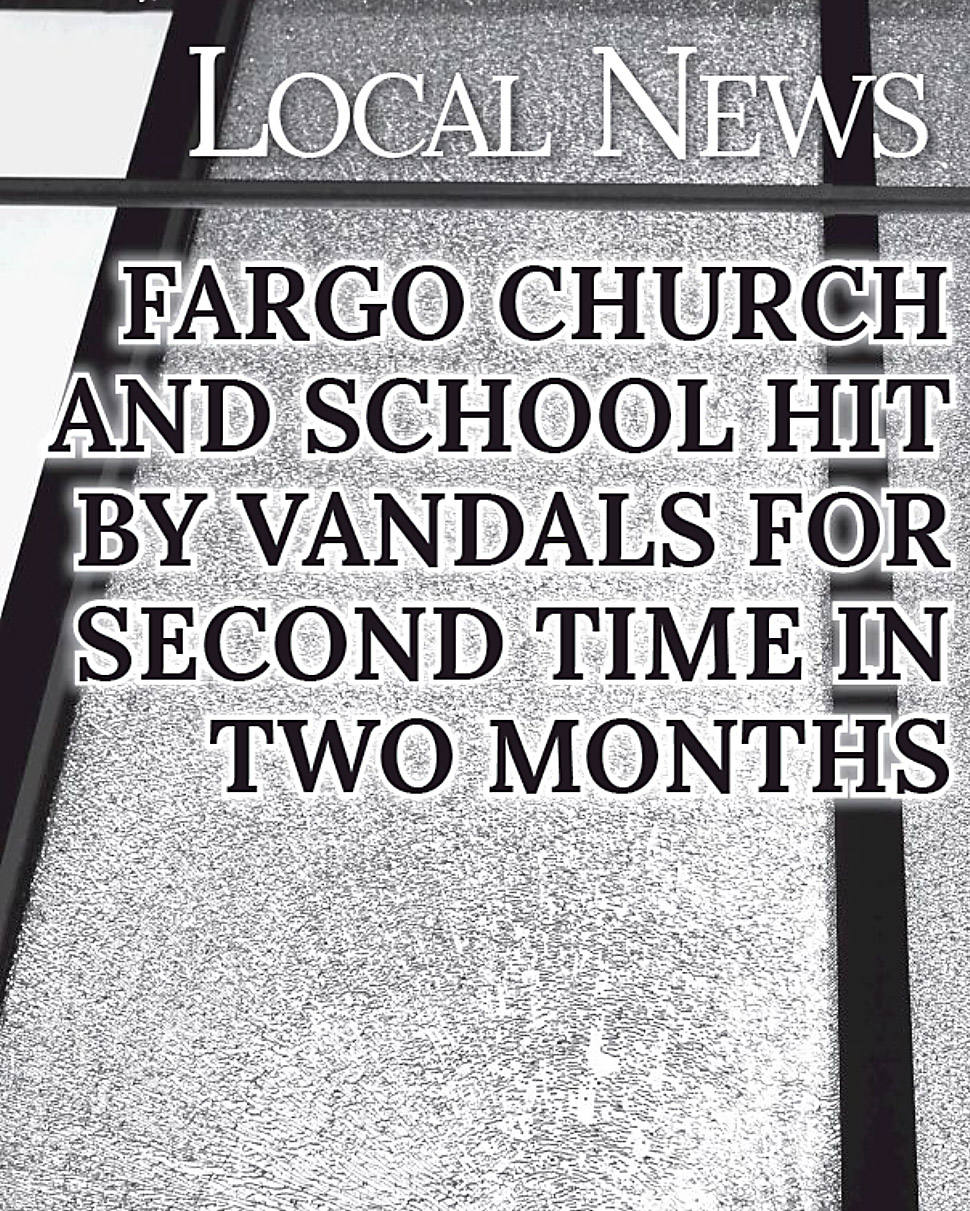 Local News
FARGO CHURCH
AND SCHOOL HIT
BY VANDALS FOR
SECOND TIME IN
TWO MONTHS